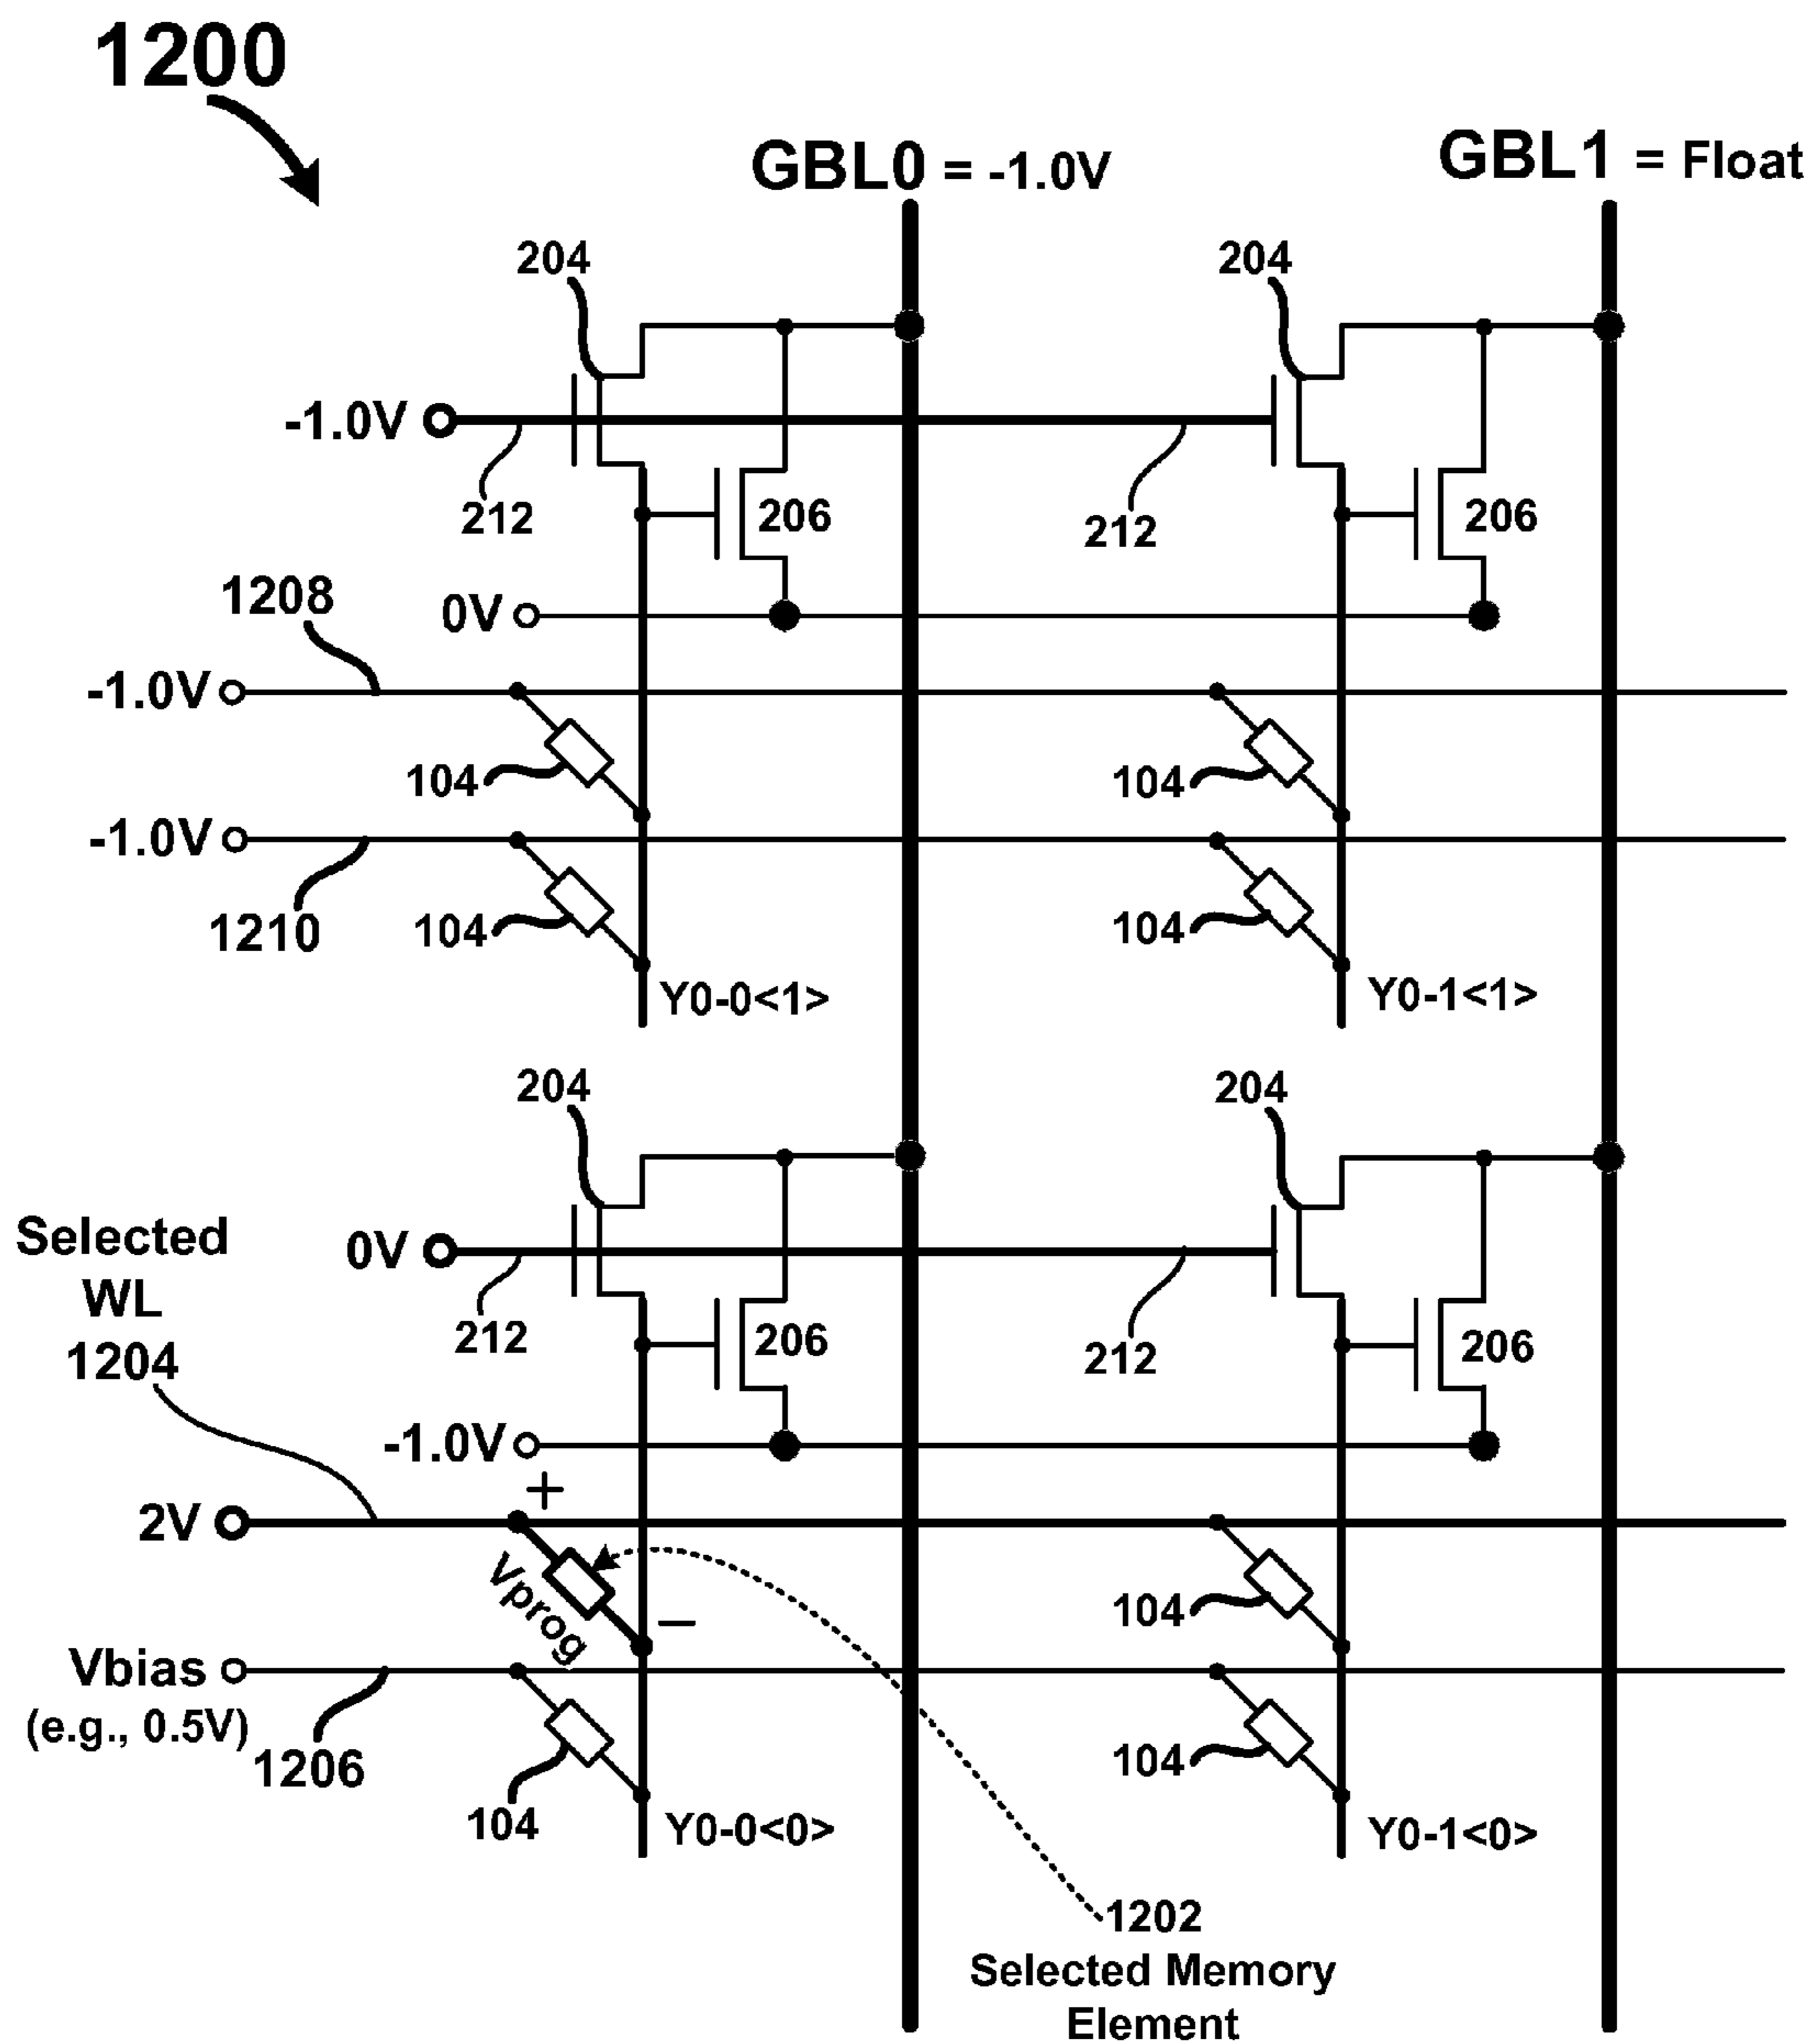 1200
GBL0 = -1.0V
GBL1 = Float
204
204
-1.0V
212
206
212
206
1208
0V
-1.0V
104
104
-1.0V
1210
104
104
Y0-0<1>
Y0-1<1>
204
204
Selected
WL
1204
0V
212
206
212
206
-1.0V
+
2V
Vprog
−
104
Vbias
(e.g., 0.5V)
1206
104
104
Y0-0<0>
Y0-1<0>
1202
Selected Memory
Element